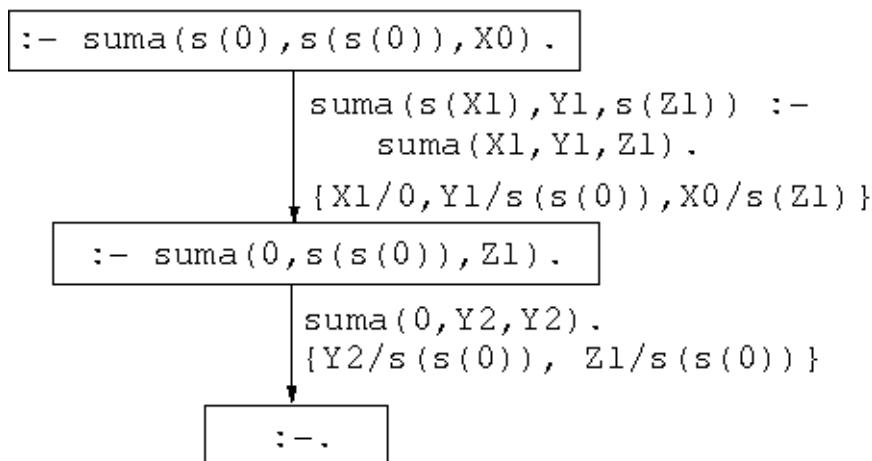 :- suma(s(0),s(s(0)),X0).
suma(s(X1),Y1,s(Z1)) :-
suma(X1,Y1,Z1).
{X1/0,Y1/s(s(0)),X0/s(Z1)}
:- suma(0,s(s(0)),Z1).
suma(0,Y2,Y2).
{Y2/s(s(0)), Z1/s(s(0))}
:-.